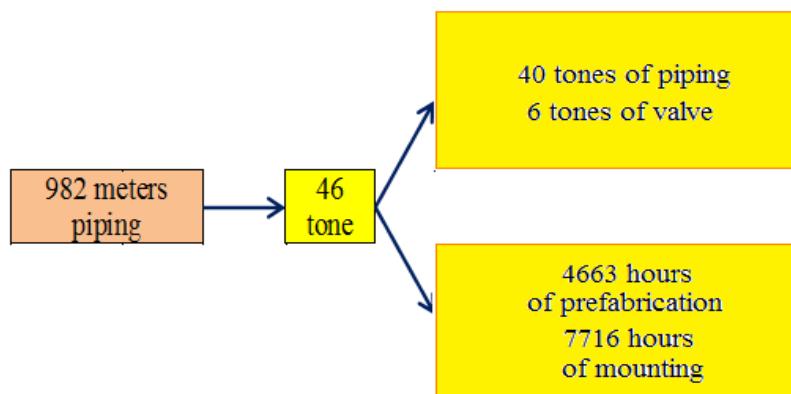 982 meters
piping
46
tone
40 tones of piping
6 tones of valve
4663 hours
of prefabrication
7716 hours
of mounting